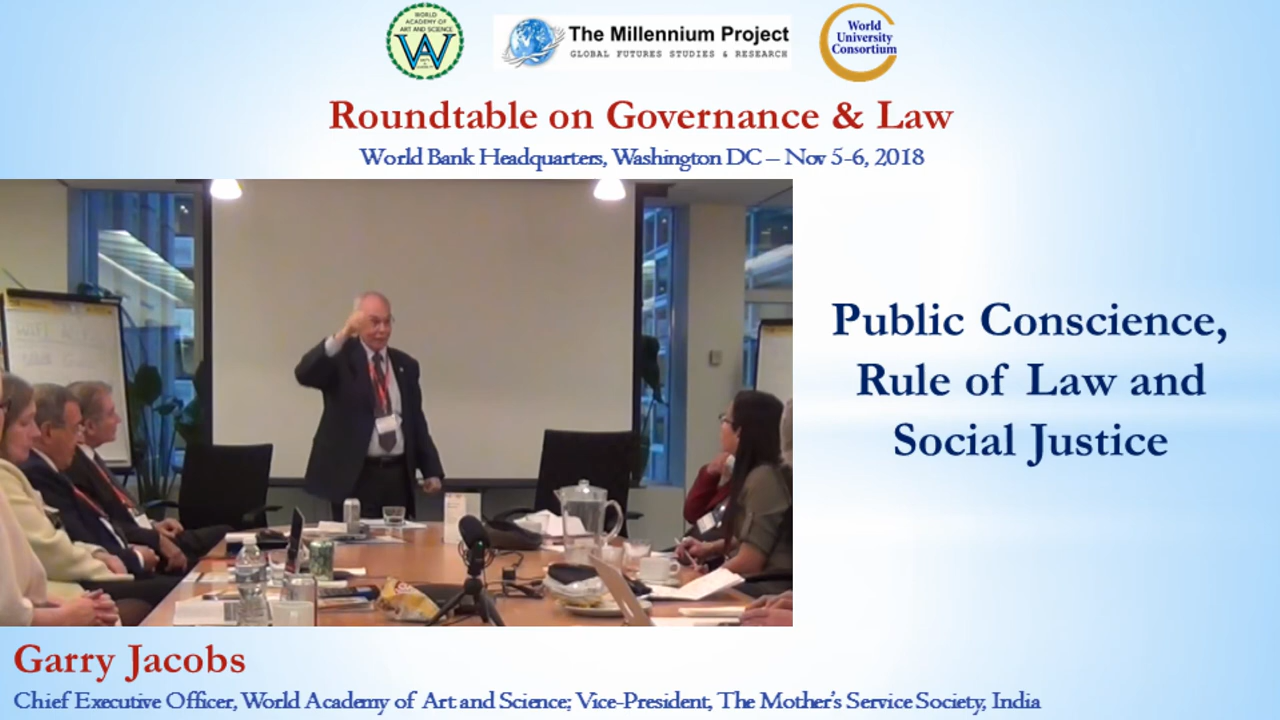 WORLD
ACADEMY OF
ART AND SCIENCE
The Millennium Project
GLOBAL FUTURES STUDIES & RESEARCH
World
University
Consortium
Roundtable on Governance & Law
World Bank Headquarters, Washington DC – Nov 5-6, 2018
Public Conscience,
Rule of Law and
Social Justice
Garry Jacobs
Chief Executive Officer, World Academy of Art and Science; Vice-President, The Mother's Service Society, India